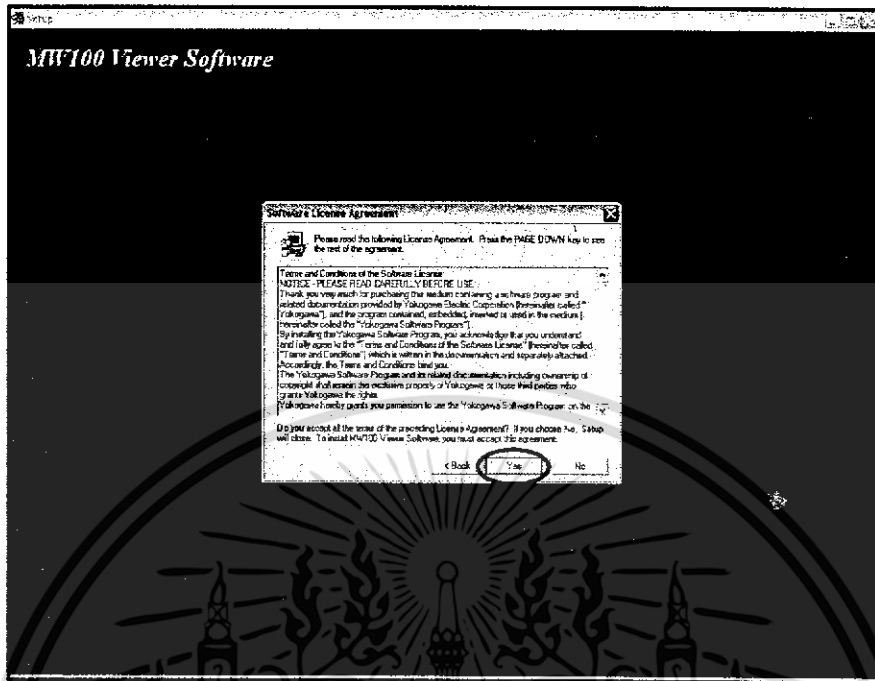 Setup
MW100 Viewer Software
Software License Agreement
Please read the following License Agreement. Press the PAGE DOWN key to see
the rest of the agreement.
Terms and Conditions of the Software License
NOTICE - PLEASE READ CAREFULLY BEFORE USE
Thank you very much for purchasing the medium containing a software program and
related documentation provided by Yokogawa Electric Corporation (hereinafter called "
Yokogawa"), and the program contained, embedded, inserted or used in the medium (
hereinafter called the "Yokogawa Software Program").
By installing the Yokogawa Software Program, you acknowledge that you understand
and fully agree to the "Terms and Conditions of the Software License" (hereinafter called
"Terms and Conditions") which is written in the documentation and separately attached.
Accordingly, the Terms and Conditions bind you.
The Yokogawa Software Program and its related documentation including ownership of
copyright shall remain the exclusive property of Yokogawa or those third parties who
grants Yokogawa the rights.
Yokogawa hereby grants you permission to use the Yokogawa Software Program on the
Do you accept all the terms of the preceding License Agreement? If you choose No, Setup
will close. To install MW100 Viewer Software, you must accept this agreement.
< Back Yes No